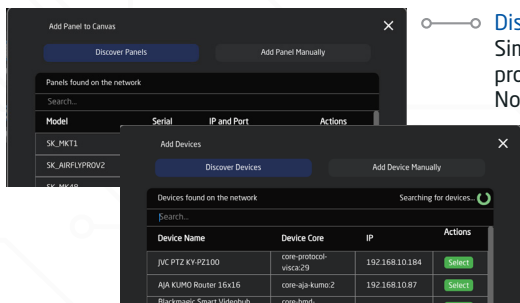 Add Panel to Canvas
Discover Panels Add Panel Manually
Panels found on the network
Search...
Model Serial IP and Port Actions
SK_MKT1
SK_AIRFLYPROV2
Add Devices
Discover Devices Add Device Manually
Devices found on the network Searching for devices...
Search...
Device Name Device Core IP Actions
JVC PTZ KY-PZ100 core-protocol-visca:29 192.168.10.184 Select
AJA KUMO Router 16x16 core-aja-kumo:2 192.168.10.87 Select
Blackmagic Smart Videohub core-bmd-
Dis
Sin
pro
No